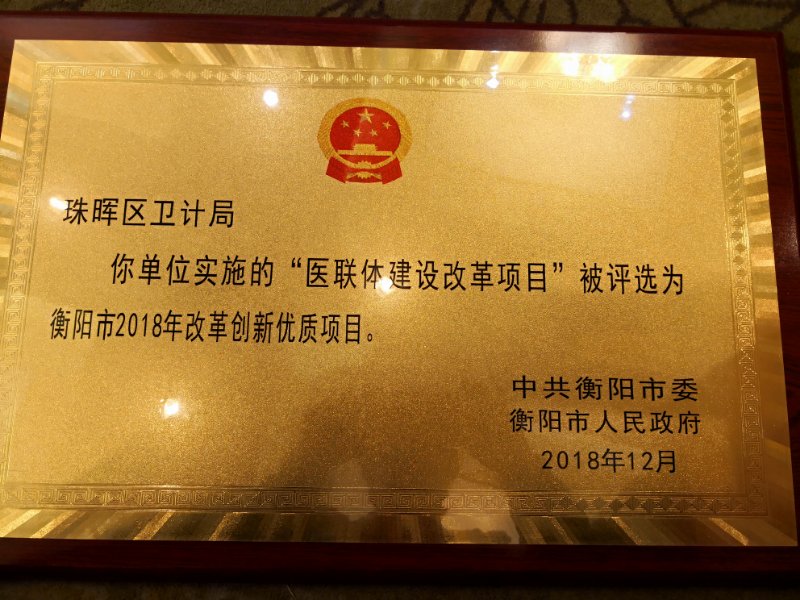 珠晖区卫计局
你单位实施的“医联体建设改革项目”被评选为
衡阳市2018年改革创新优质项目。
中共衡阳市委
衡阳市人民政府
2018年12月